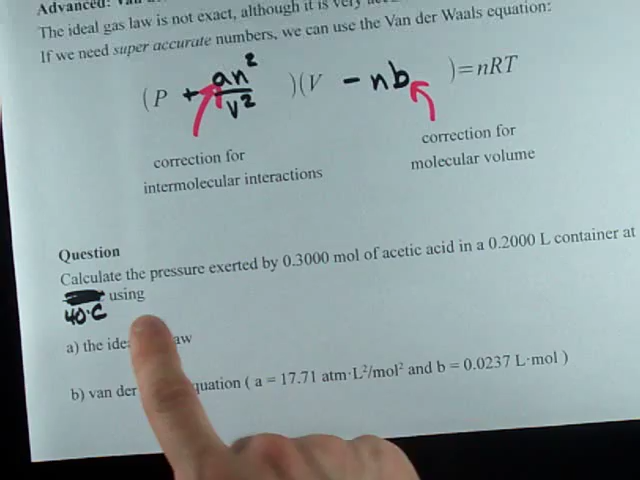 Advanced: Van
The ideal gas law is not exact, although it is very
If we need super accurate numbers, we can use the Van der Waals equation:
(P + an²/V² )(V - nb )=nRT
correction for
intermolecular interactions
correction for
molecular volume
Question
Calculate the pressure exerted by 0.3000 mol of acetic acid in a 0.2000 L container at
40°C using
a) the
b) van der equation ( a = 17.71 atm·L²/mol² and b = 0.0237 L·mol )